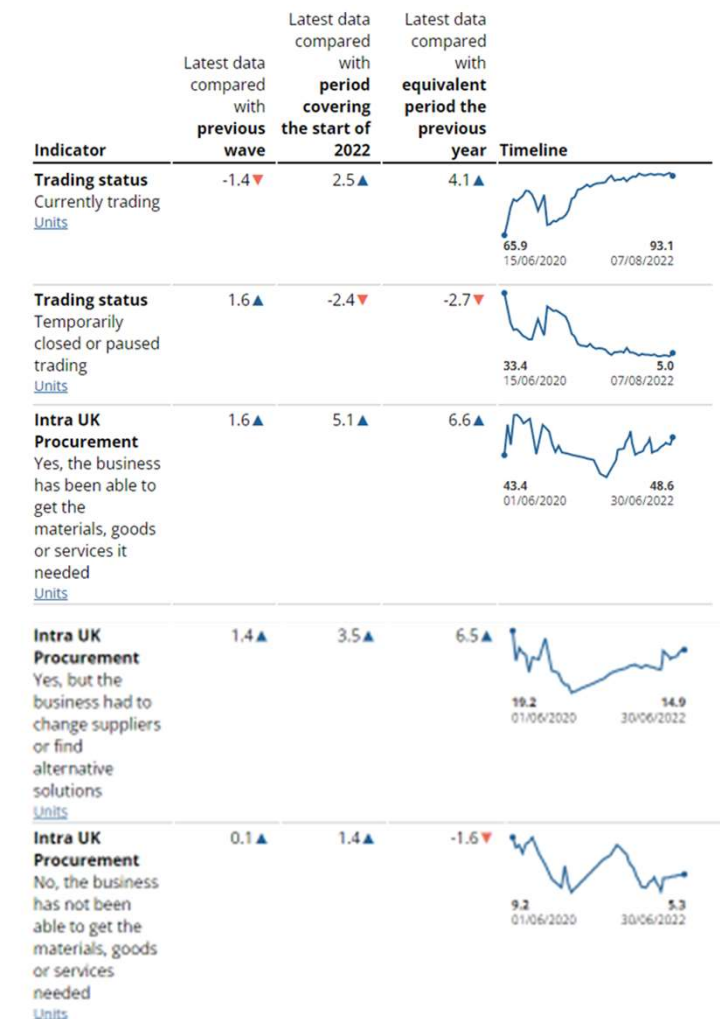 Latest data
compared
with
previous
wave
Latest data
compared
with
period
covering
the start of
2022
Latest data
compared
with
equivalent
period the
previous
year
Indicator
Timeline
Trading status
Currently trading
Units
-1.4▼
2.5▲
4.1▲
65.9
93.1
15/06/2020
07/08/2022
Trading status
Temporarily
closed or paused
trading
Units
1.6▲
-2.4▼
-2.7▼
33.4
5.0
15/06/2020
07/08/2022
Intra UK
Procurement
Yes, the business
has been able to
get the
materials, goods
or services it
needed
Units
1.6▲
5.1▲
6.6▲
43.4
48.6
01/06/2020
30/06/2022
Intra UK
Procurement
Yes, but the
business had to
change suppliers
or find
alternative
solutions
Units
1.4▲
3.5▲
6.5▲
19.2
14.9
01/06/2020
30/06/2022
Intra UK
Procurement
No, the business
has not been
able to get the
materials, goods
or services
needed
Units
0.1▲
1.4▲
-1.6▼
9.2
5.3
01/06/2020
30/06/2022